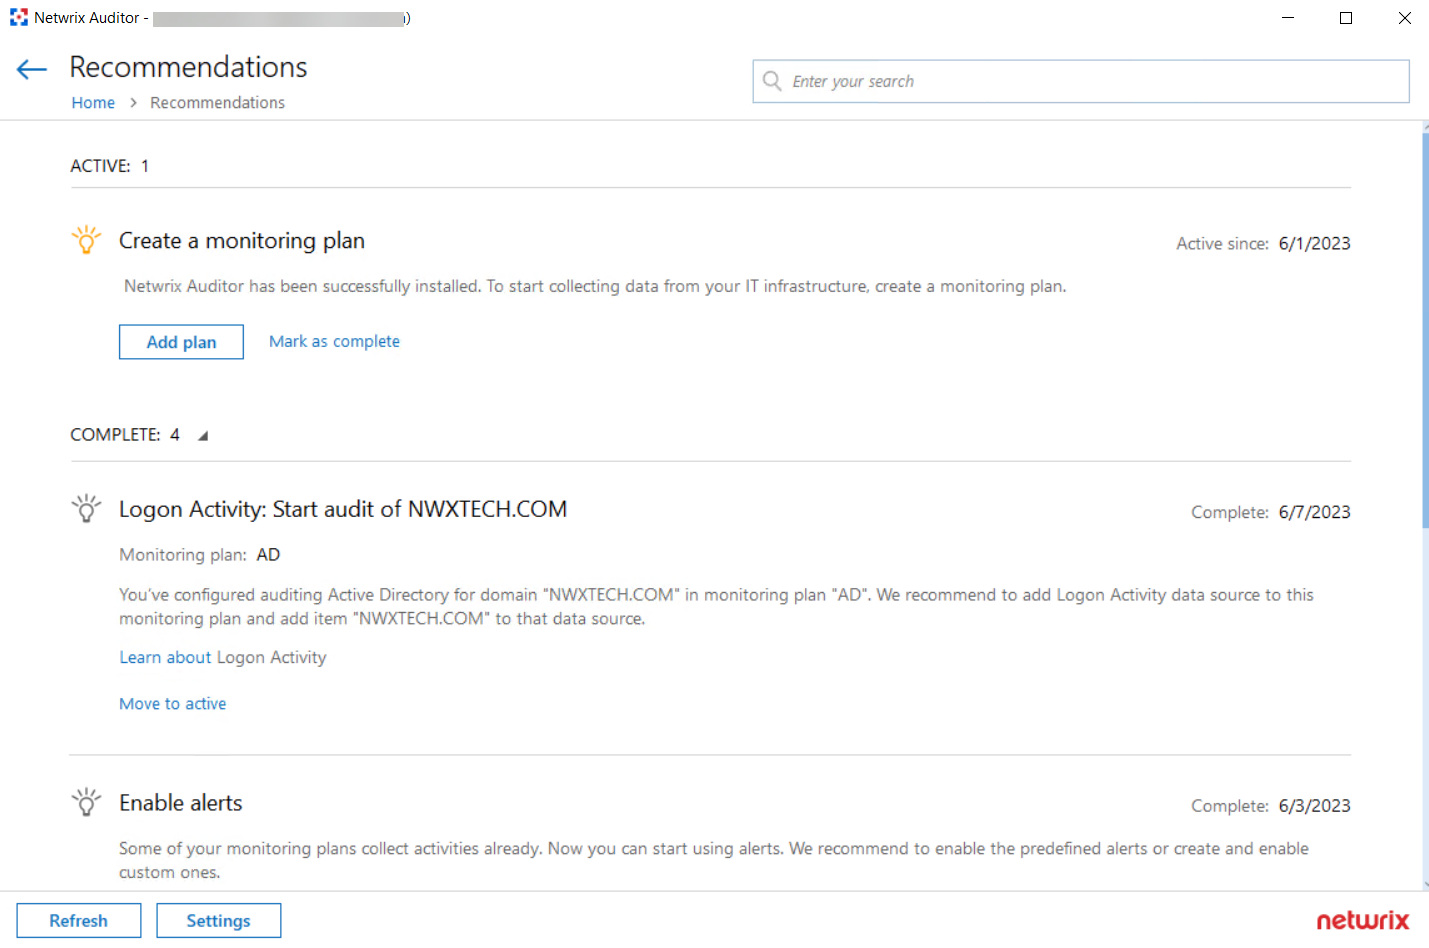 Netwrix Auditor - )
Recommendations
Home > Recommendations
Enter your search
ACTIVE: 1
Create a monitoring plan
Active since: 6/1/2023
Netwrix Auditor has been successfully installed. To start collecting data from your IT infrastructure, create a monitoring plan.
Add plan
Mark as complete
COMPLETE: 4
Logon Activity: Start audit of NWXTECH.COM
Complete: 6/7/2023
Monitoring plan: AD
You've configured auditing Active Directory for domain "NWXTECH.COM" in monitoring plan "AD". We recommend to add Logon Activity data source to this
monitoring plan and add item "NWXTECH.COM" to that data source.
Learn about Logon Activity
Move to active
Enable alerts
Complete: 6/3/2023
Some of your monitoring plans collect activities already. Now you can start using alerts. We recommend to enable the predefined alerts or create and enable
custom ones.
Refresh
Settings
netwrix